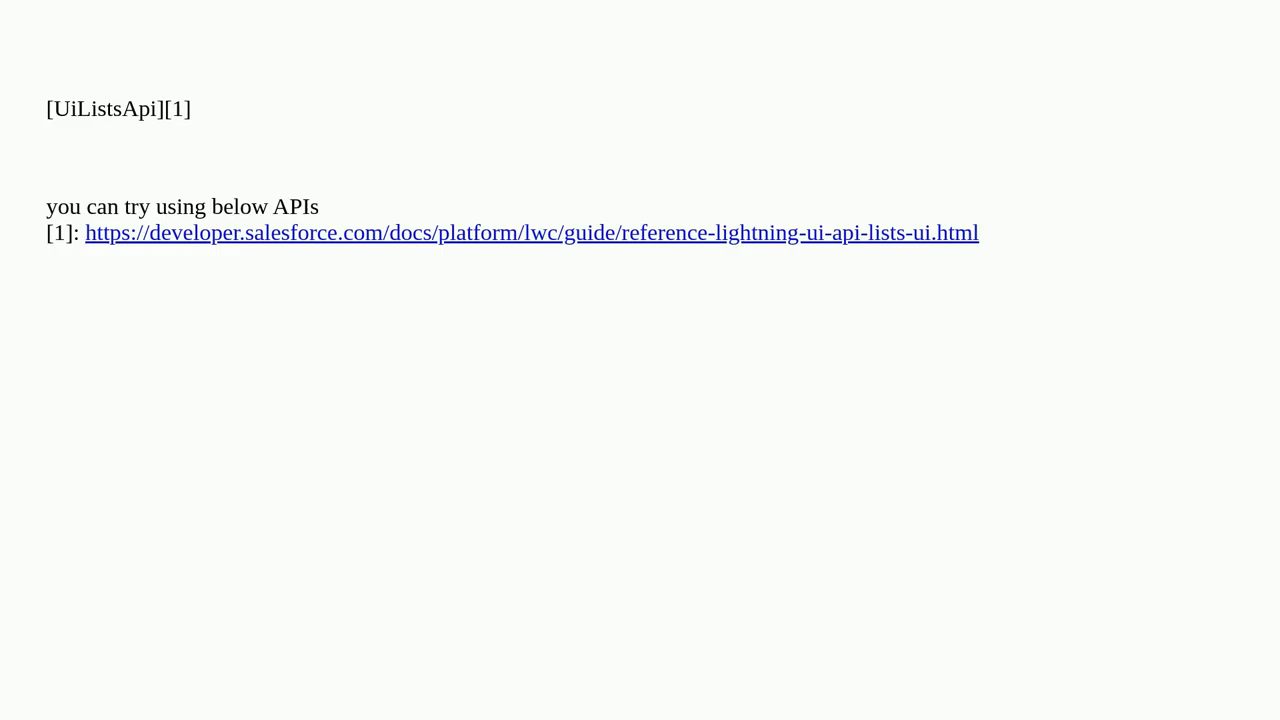 [UiListsApi][1]
you can try using below APIs
[1]: https://developer.salesforce.com/docs/platform/lwc/guide/reference-lightning-ui-api-lists-ui.html